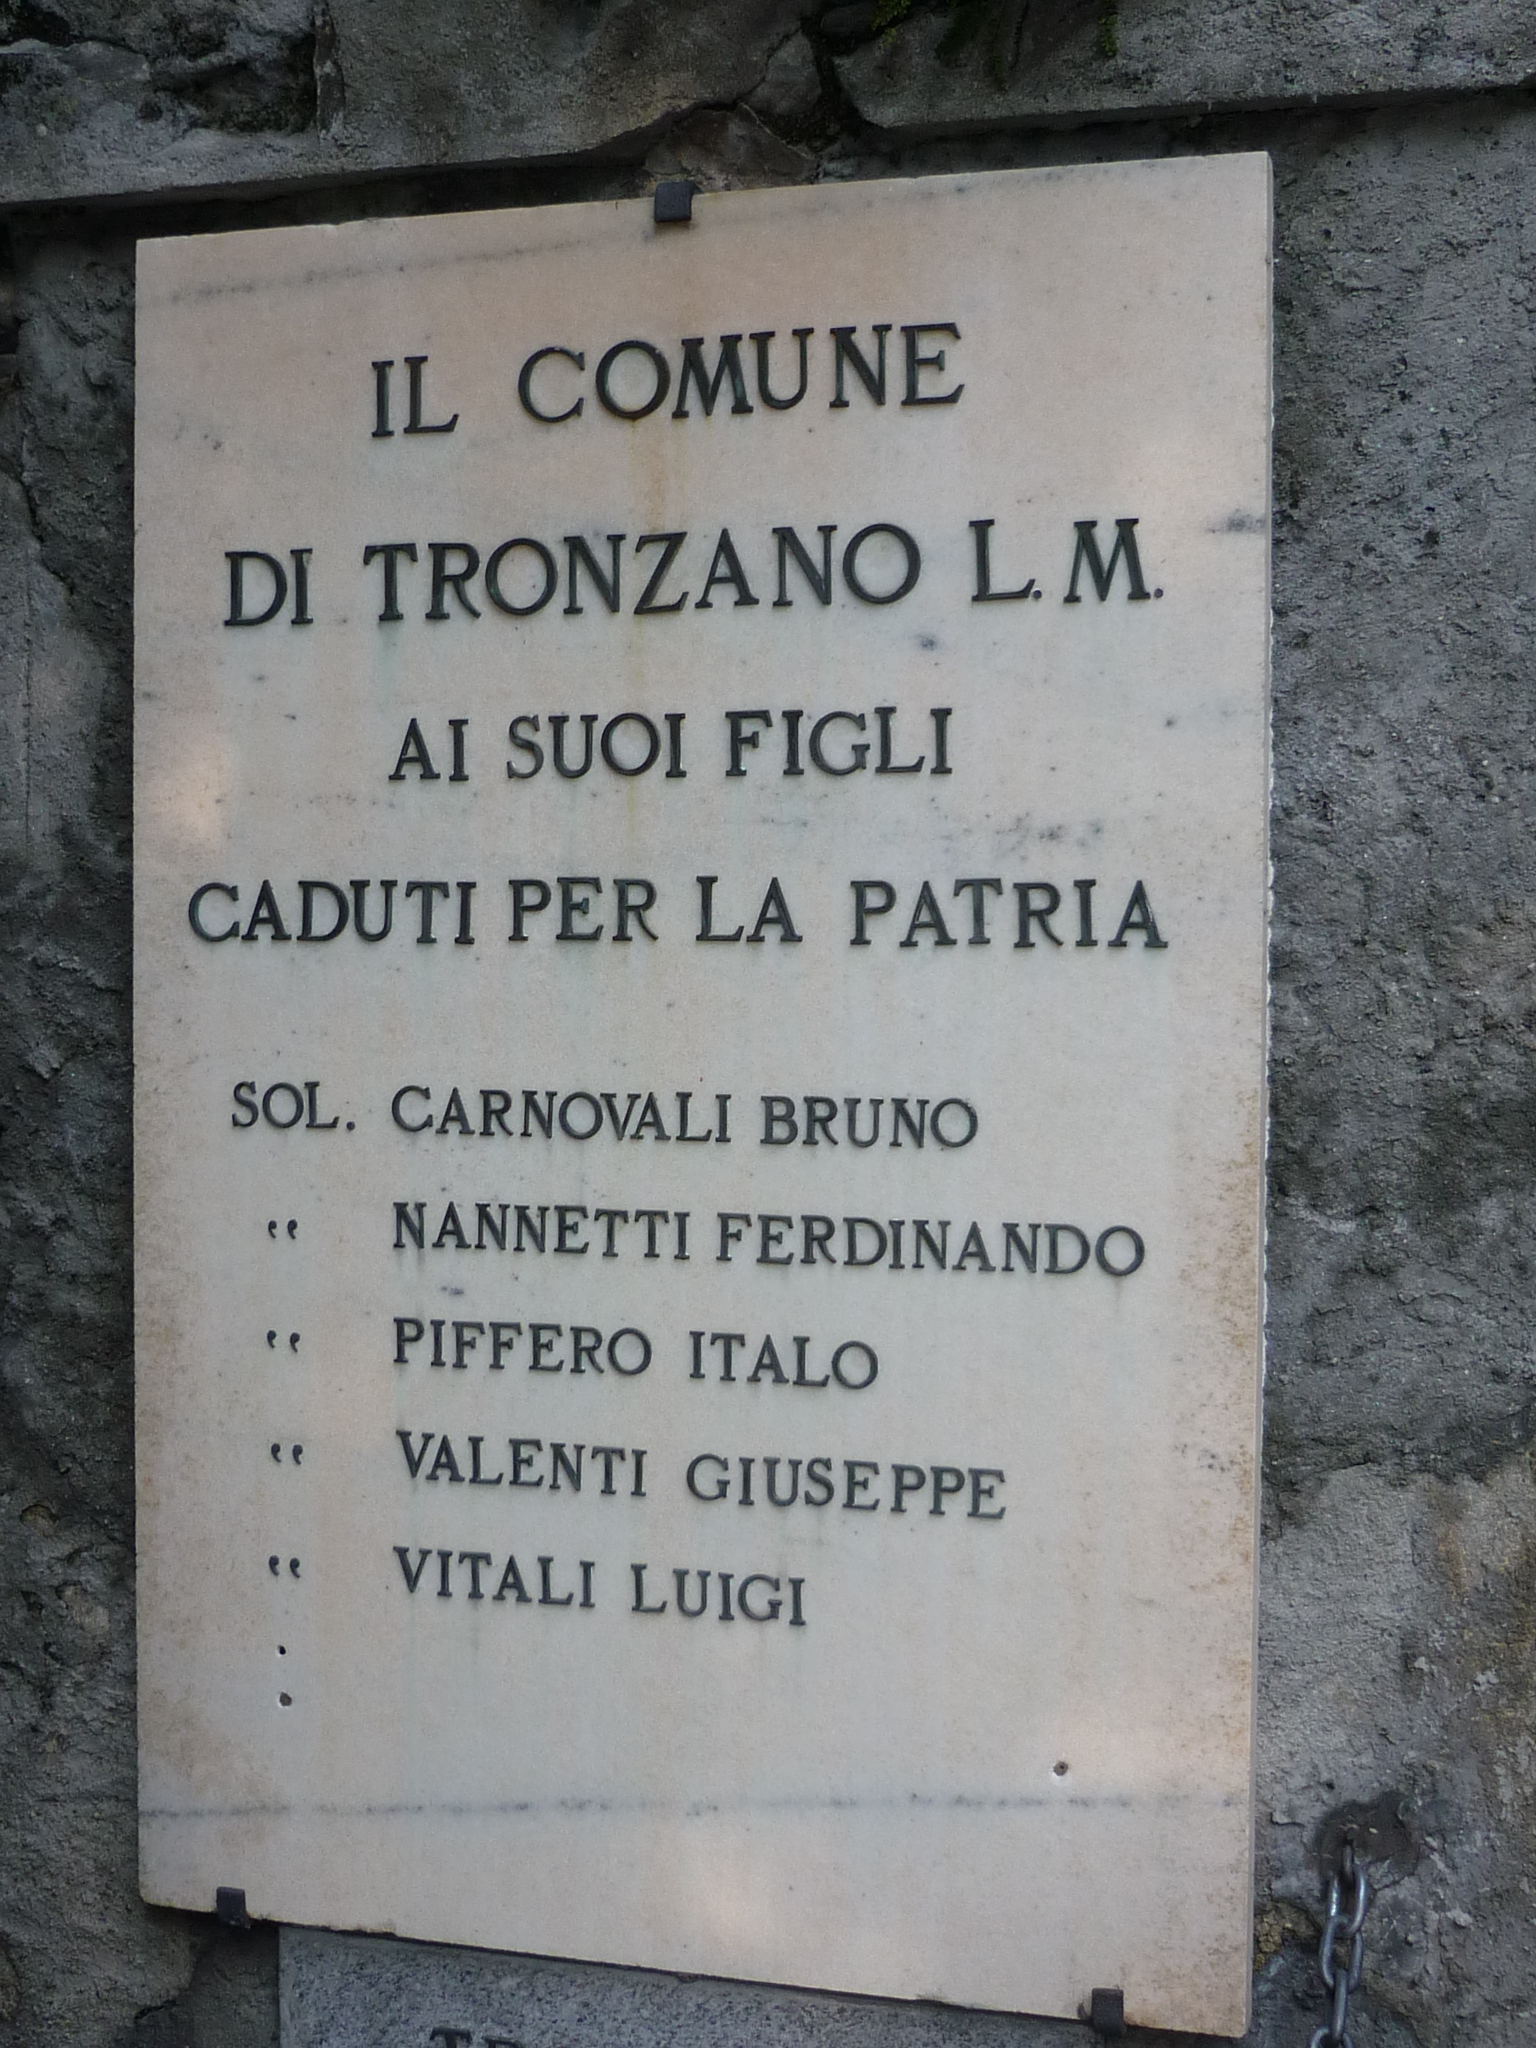 IL COMUNE
DI TRONZANO L.M.
AI SUOI FIGLI
CADUTI PER LA PATRIA
SOL. CARNOVALI BRUNO
“ NANNETTI FERDINANDO
“ PIFFERO ITALO
“ VALENTI GIUSEPPE
“ VITALI LUIGI